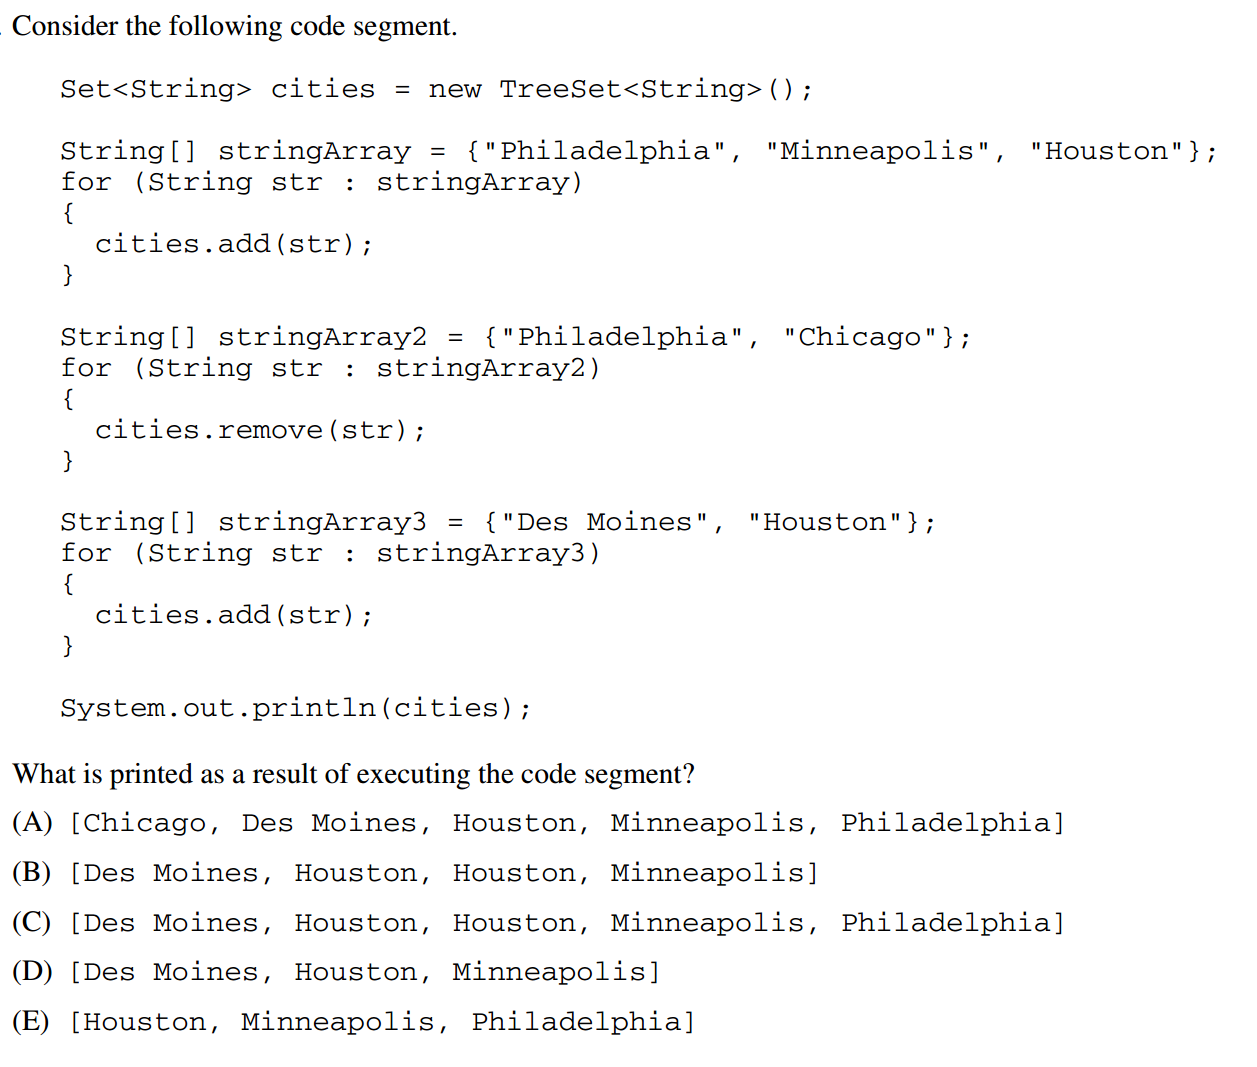 Consider the following code segment.
Set<String> cities = new TreeSet<String>();
String[] stringArray = {"Philadelphia", "Minneapolis", "Houston"};
for (String str : stringArray)
{
cities.add(str);
}
String[] stringArray2 = {"Philadelphia", "Chicago"};
for (String str : stringArray2)
{
cities.remove(str);
}
String[] stringArray3 = {"Des Moines", "Houston"};
for (String str : stringArray3)
{
cities.add(str);
}
System.out.println(cities);
What is printed as a result of executing the code segment?
(A) [Chicago, Des Moines, Houston, Minneapolis, Philadelphia]
(B) [Des Moines, Houston, Houston, Minneapolis]
(C) [Des Moines, Houston, Houston, Minneapolis, Philadelphia]
(D) [Des Moines, Houston, Minneapolis]
(E) [Houston, Minneapolis, Philadelphia]